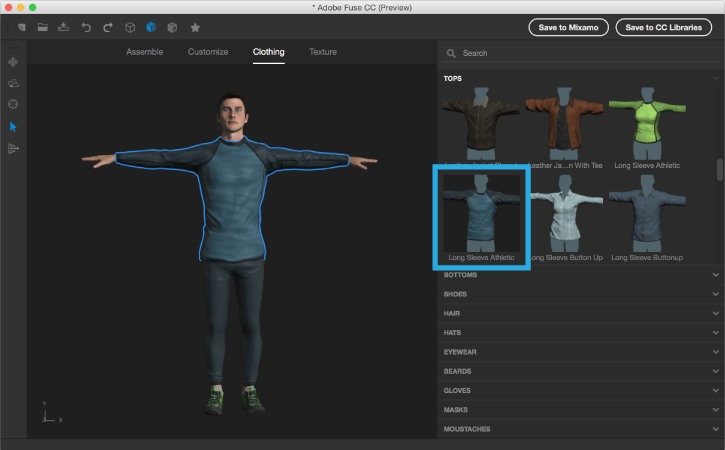 * Adobe Fuse CC (Preview)
Save to Mixamo
Save to CC Libraries
Assemble
Customize
Clothing
Texture
Search
TOPS
Leather Ja...n With Tee
Long Sleeve Athletic
Long Sleeve Athletic
Long Sleeve Button Up
Long Sleeve Buttonup
BOTTOMS
SHOES
HAIR
HATS
EYEWEAR
BEARDS
GLOVES
MASKS
MOUSTACHES
Y
X